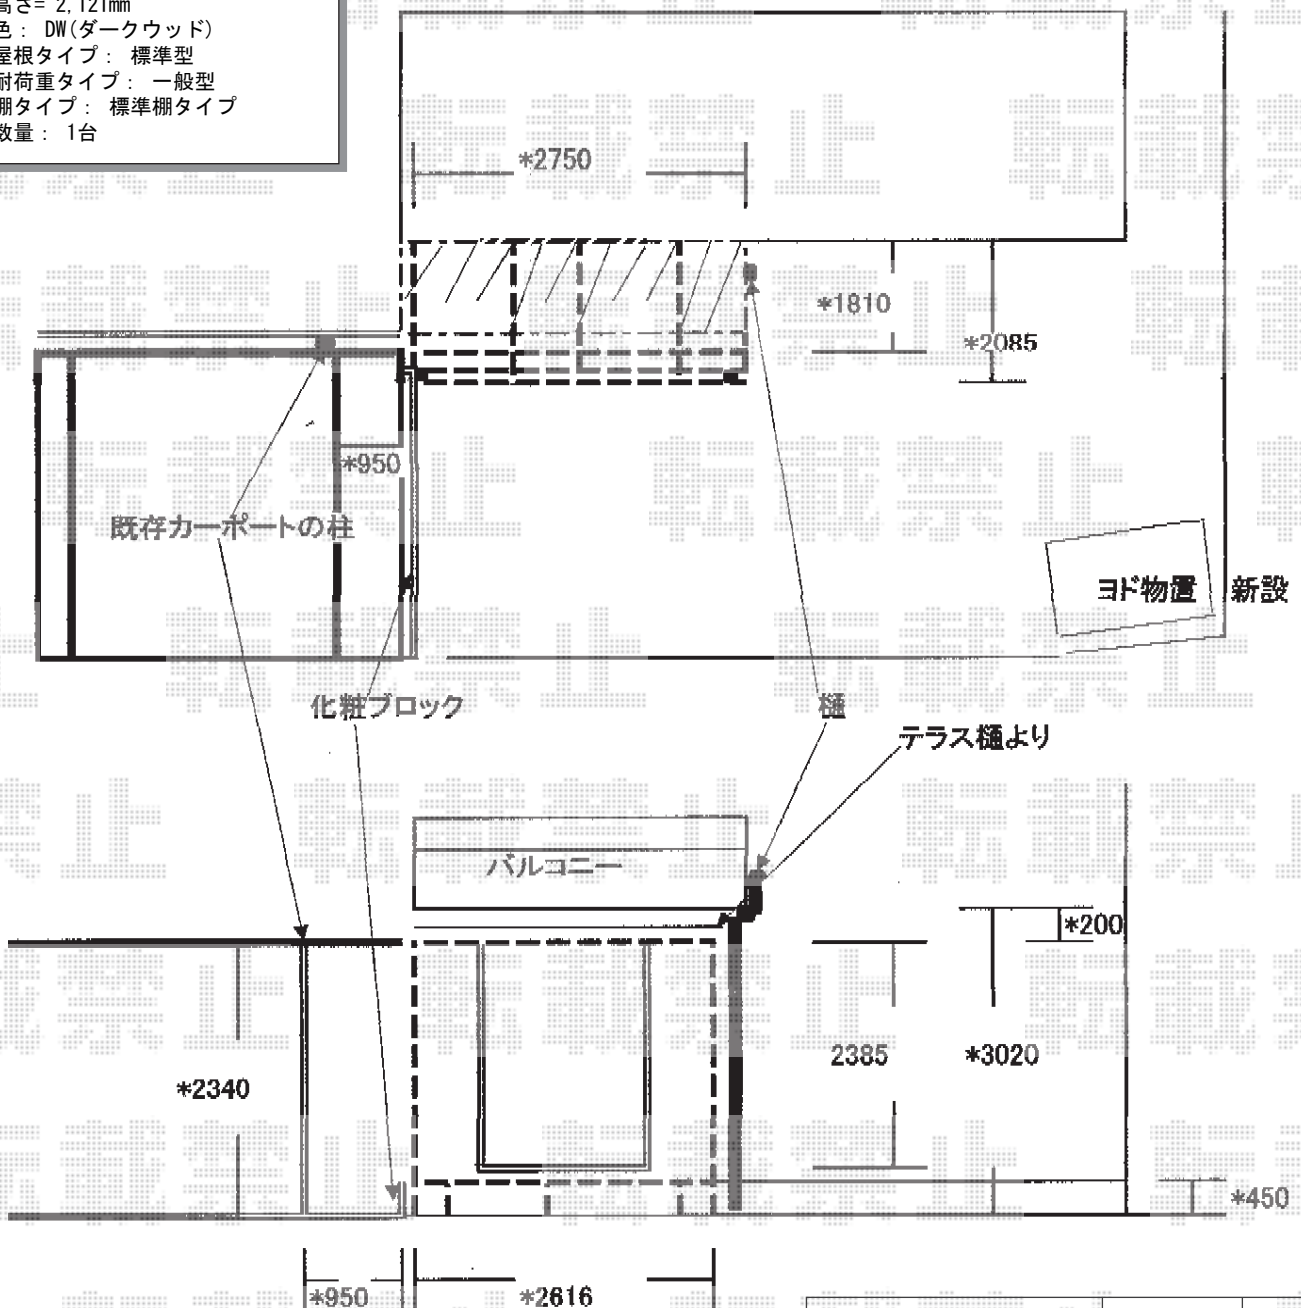 高さ= 2,121mm
色： DW(ダークウッド)
屋根タイプ： 標準型
耐荷重タイプ： 一般型
棚タイプ： 標準棚タイプ
数量： 1台
*2750
*1810
*2085
*950
既存カーポートの柱
ヨド物置 新設
化粧ブロック
樋
テラス樋より
バルコニー
*200
*2340
2385
*3020
*450
*950
*2616
転載禁止